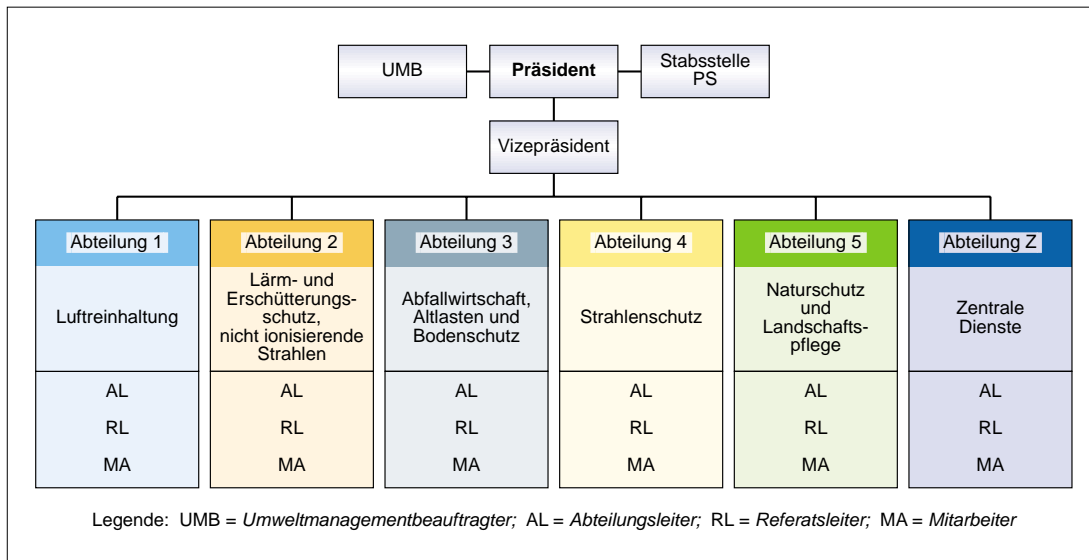 UMB
Präsident
Stabsstelle
PS
Vizepräsident
Abteilung 1
Luftreinhaltung
AL
RL
MA
Abteilung 2
Lärm- und
Erschütterungs-
schutz,
nicht ionisierende
Strahlen
AL
RL
MA
Abteilung 3
Abfallwirtschaft,
Altlasten und
Bodenschutz
AL
RL
MA
Abteilung 4
Strahlenschutz
AL
RL
MA
Abteilung 5
Naturschutz
und
Landschafts-
pflege
AL
RL
MA
Abteilung Z
Zentrale
Dienste
AL
RL
MA
Legende: UMB = Umweltmanagementbeauftragter; AL = Abteilungsleiter; RL = Referatsleiter; MA = Mitarbeiter